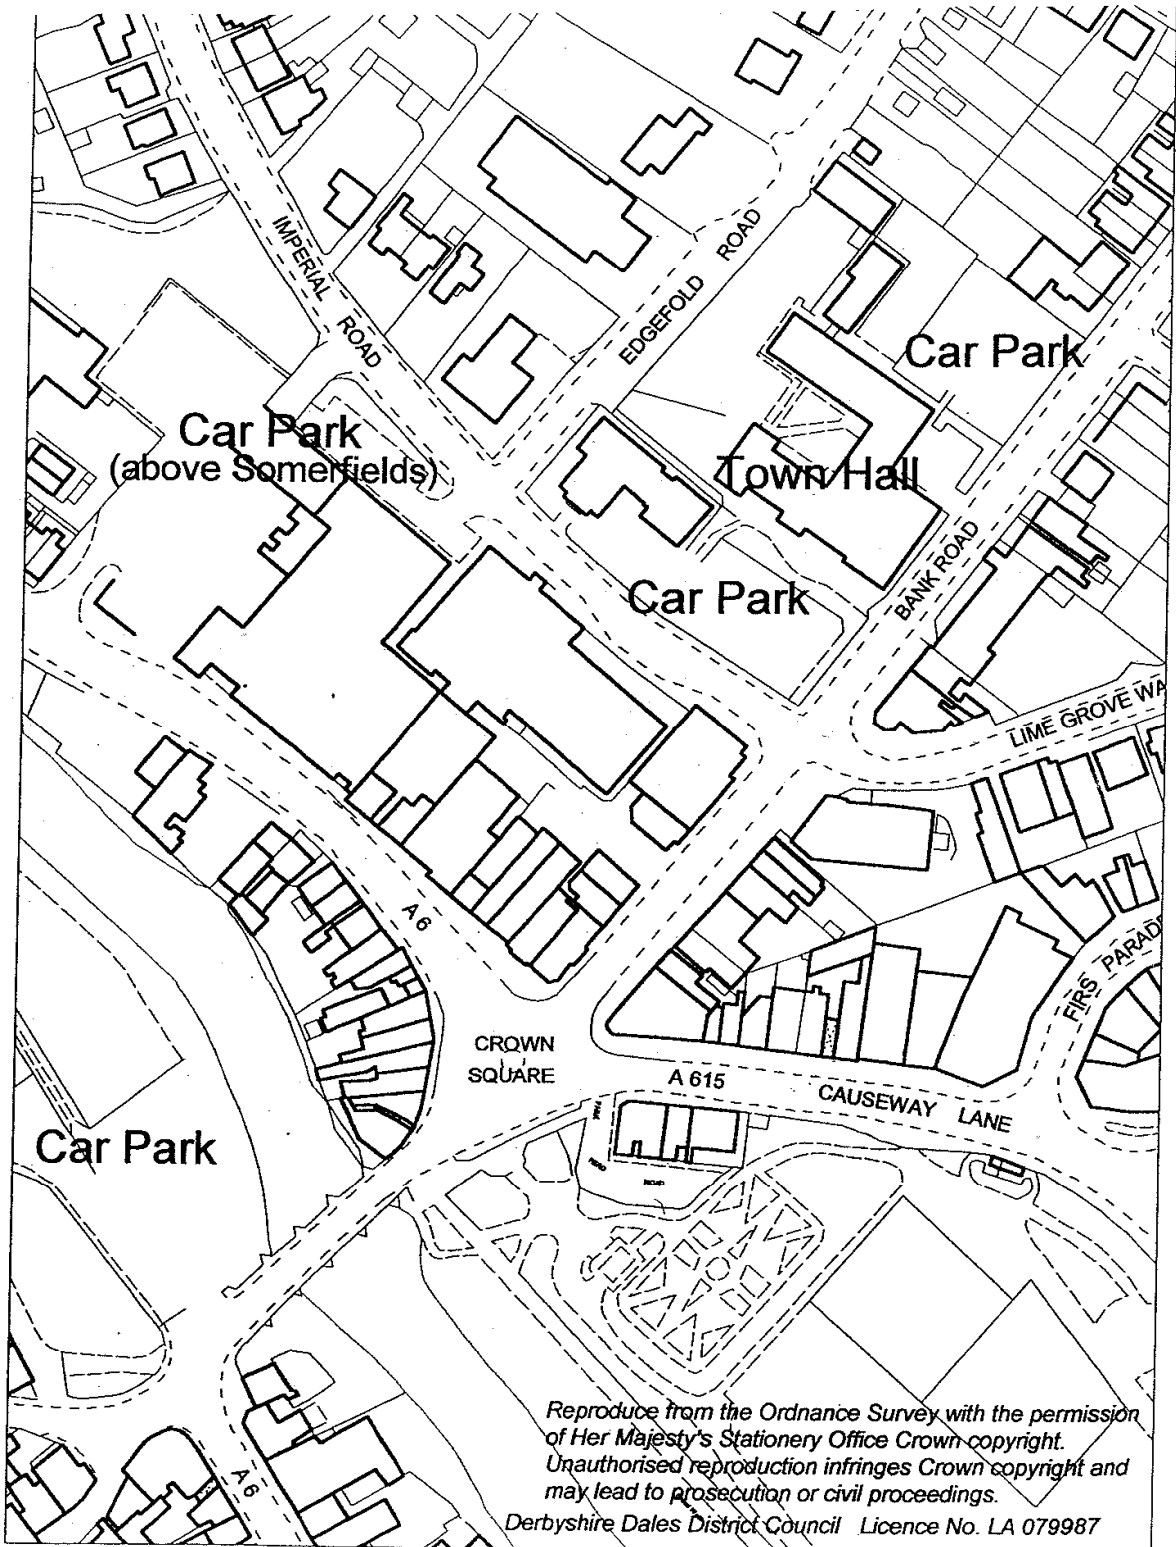 IMPERIAL
ROAD
EDGEFOLD ROAD
Car Park
Car Park
(above Somerfields)
Town Hall
Car Park
BANK ROAD
LIME GROVE WA
A 6
FIRS PARADE
CROWN
SQUARE
A 615
CAUSEWAY LANE
PARK
HEAD
ROAD
Car Park
A 6
Reproduce from the Ordnance Survey with the permission
of Her Majesty's Stationery Office Crown copyright.
Unauthorised reproduction infringes Crown copyright and
may lead to prosecution or civil proceedings.
Derbyshire Dales District Council Licence No. LA 079987